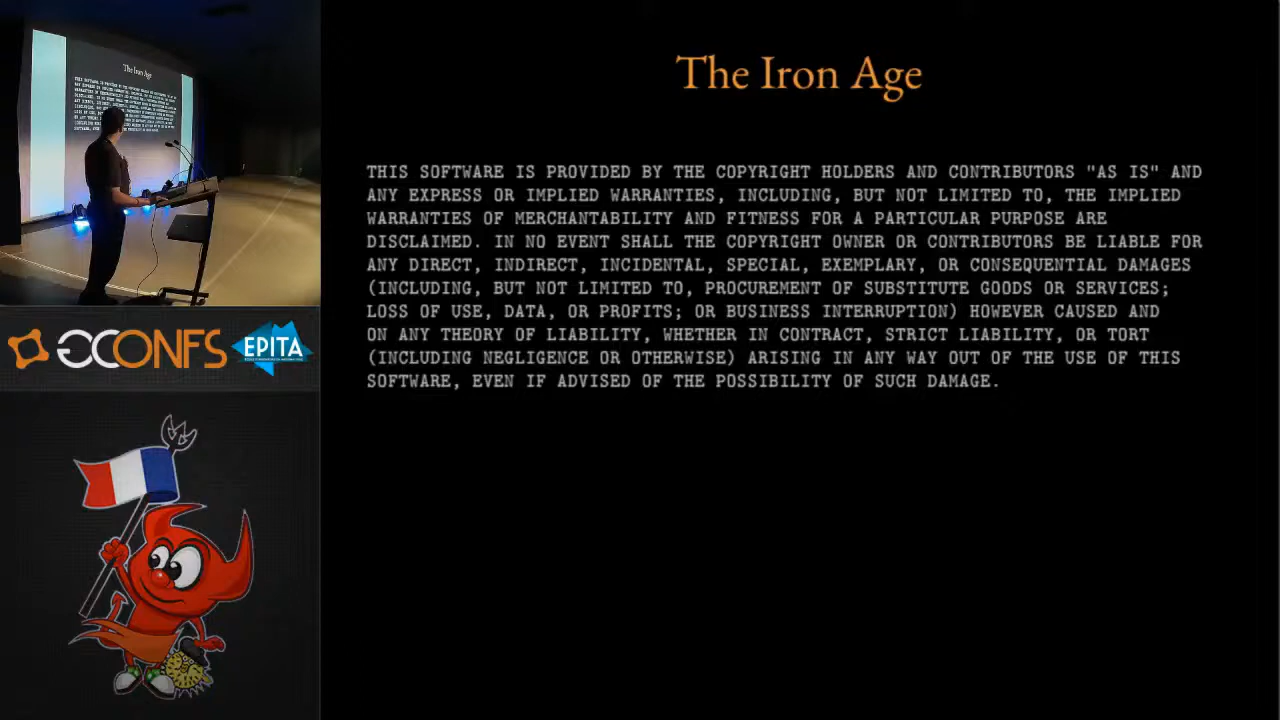 The Iron Age
THIS SOFTWARE IS PROVIDED BY THE COPYRIGHT HOLDERS AND CONTRIBUTORS "AS IS" AND
ANY EXPRESS OR IMPLIED WARRANTIES, INCLUDING, BUT NOT LIMITED TO, THE IMPLIED
WARRANTIES OF MERCHANTABILITY AND FITNESS FOR A PARTICULAR PURPOSE ARE
DISCLAIMED. IN NO EVENT SHALL THE COPYRIGHT OWNER OR CONTRIBUTORS BE LIABLE FOR
ANY DIRECT, INDIRECT, INCIDENTAL, SPECIAL, EXEMPLARY, OR CONSEQUENTIAL DAMAGES
(INCLUDING, BUT NOT LIMITED TO, PROCUREMENT OF SUBSTITUTE GOODS OR SERVICES;
LOSS OF USE, DATA, OR PROFITS; OR BUSINESS INTERRUPTION) HOWEVER CAUSED AND
ON ANY THEORY OF LIABILITY, WHETHER IN CONTRACT, STRICT LIABILITY, OR TORT
(INCLUDING NEGLIGENCE OR OTHERWISE) ARISING IN ANY WAY OUT OF THE USE OF THIS
SOFTWARE, EVEN IF ADVISED OF THE POSSIBILITY OF SUCH DAMAGE.
The Iron Age
GCONFS
EPITA